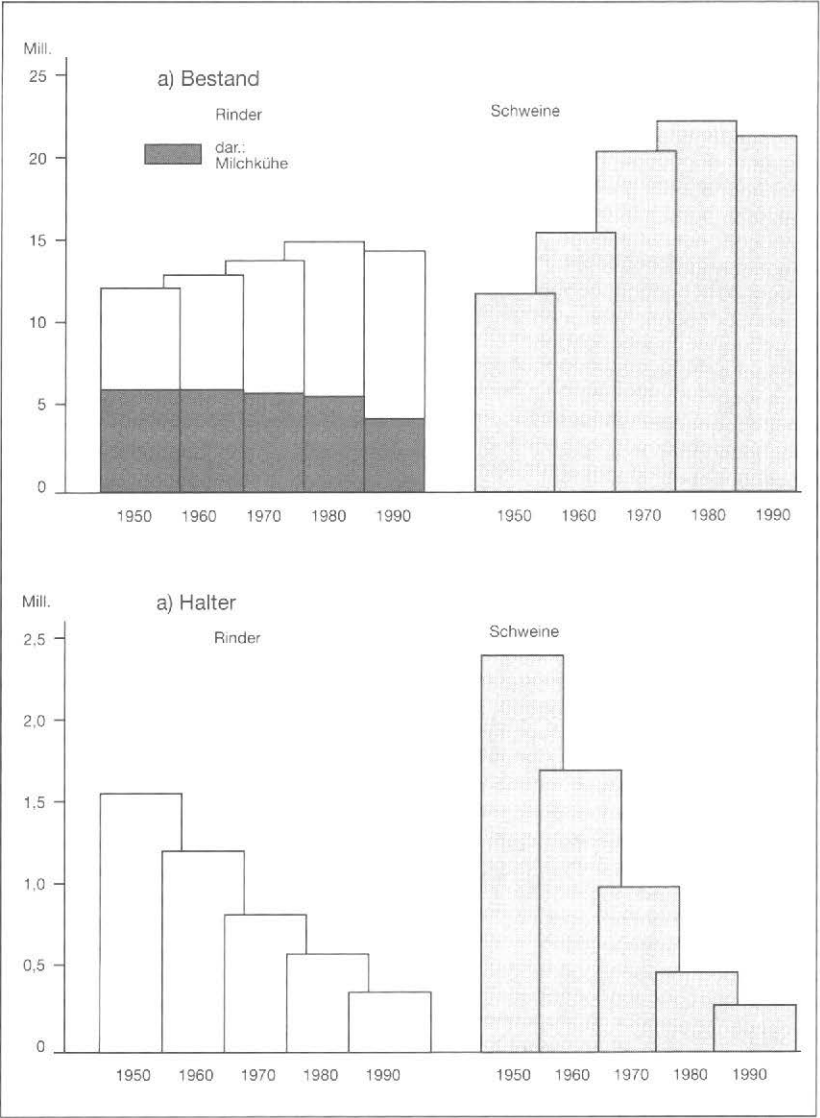 Mill.
a) Bestand
25
Rinder
Schweine
dar.:
Milchkühe
20
15
10
5
0
1950 1960 1970 1980 1990
1950 1960 1970 1980 1990
Mill.
a) Halter
Rinder
Schweine
2,5
2,0
1,5
1,0
0,5
0
1950 1960 1970 1980 1990
1950 1960 1970 1980 1990